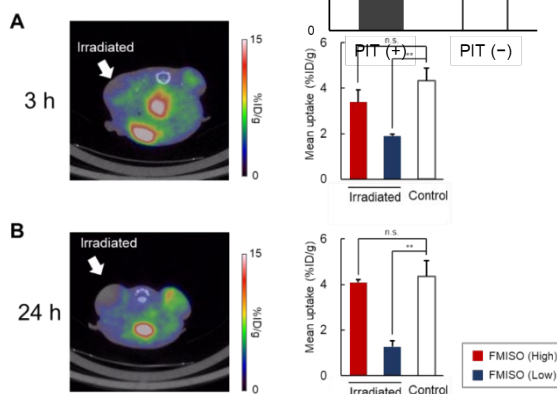 A
Irradiated
3 h
15
%ID/g
0
0
PIT (+)
PIT (−)
n.s.
**
Mean uptake (%ID/g)
6
4
2
0
Irradiated
Control
B
Irradiated
24 h
15
%ID/g
0
n.s.
**
Mean uptake (%ID/g)
6
4
2
0
Irradiated
Control
FMISO (High)
FMISO (Low)